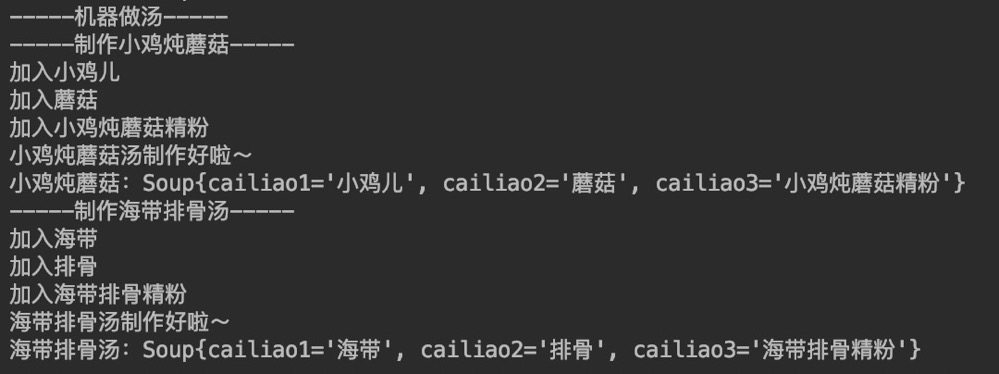 -----机器做汤-----
-----制作小鸡炖蘑菇-----
加入小鸡儿
加入蘑菇
加入小鸡炖蘑菇精粉
小鸡炖蘑菇汤制作好啦～
小鸡炖蘑菇：Soup{cailiao1='小鸡儿', cailiao2='蘑菇', cailiao3='小鸡炖蘑菇精粉'}
-----制作海带排骨汤-----
加入海带
加入排骨
加入海带排骨精粉
海带排骨汤制作好啦～
海带排骨汤：Soup{cailiao1='海带', cailiao2='排骨', cailiao3='海带排骨精粉'}